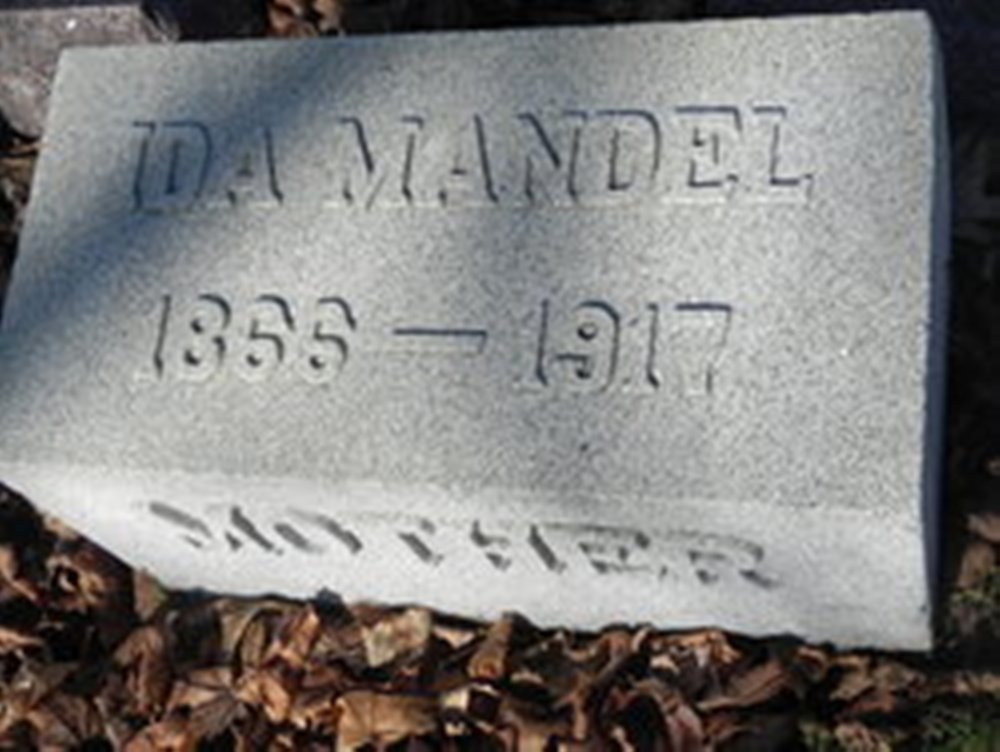 IDA MANDEL
1866 — 1917
MOTHER